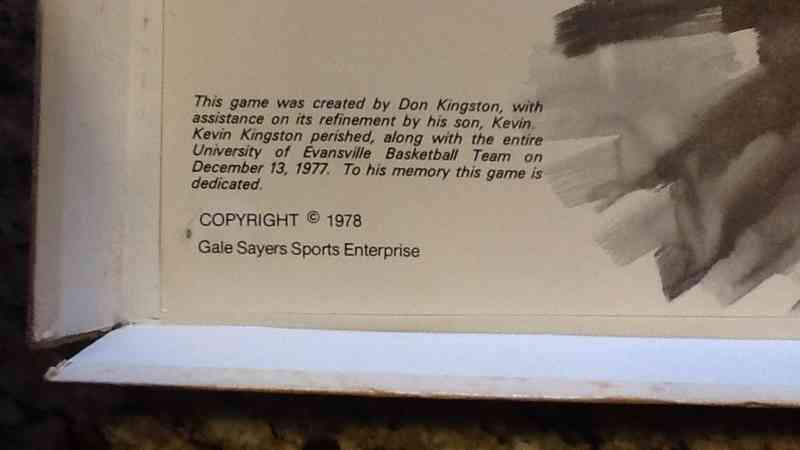 This game was created by Don Kingston, with
assistance on its refinement by his son, Kevin.
Kevin Kingston perished, along with the entire
University of Evansville Basketball Team on
December 13, 1977. To his memory this game is
dedicated.
COPYRIGHT © 1978
Gale Sayers Sports Enterprise